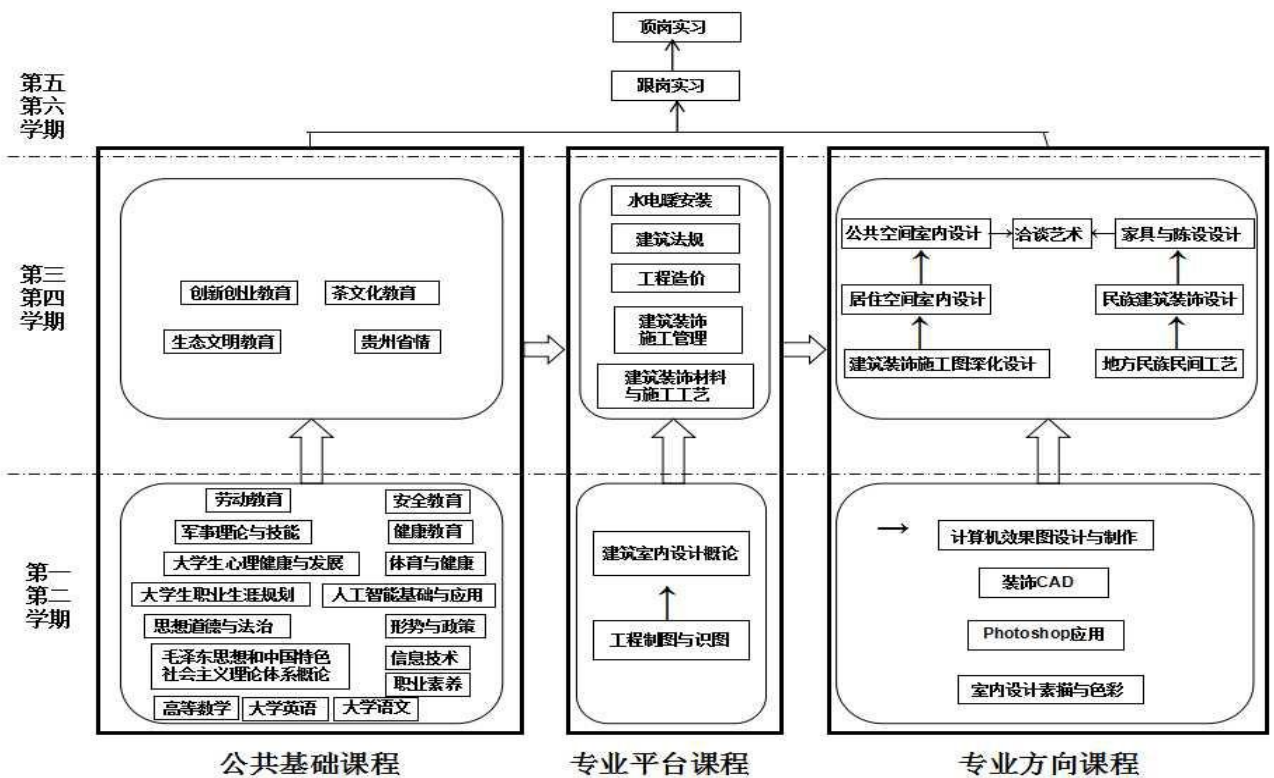 顶岗实习
跟岗实习
第五
第六
学期
第三
第四
学期
创新创业教育
茶文化教育
生态文明教育
贵州省情
水电暖安装
建筑法规
工程造价
建筑装饰
施工管理
建筑装饰材料
与施工工艺
公共空间室内设计
洽谈艺术
家具与陈设设计
居住空间室内设计
民族建筑装饰设计
建筑装饰施工图深化设计
地方民族民间工艺
第一
第二
学期
劳动教育
安全教育
军事理论与技能
健康教育
大学生心理健康与发展
体育与健康
大学生职业生涯规划
人工智能基础与应用
思想道德与法治
形势与政策
毛泽东思想和中国特色
社会主义理论体系概论
信息技术
职业素养
高等数学
大学英语
大学语文
建筑室内设计概论
工程制图与识图
计算机效果图设计与制作
装饰CAD
Photoshop应用
室内设计素描与色彩
公共基础课程
专业平台课程
专业方向课程